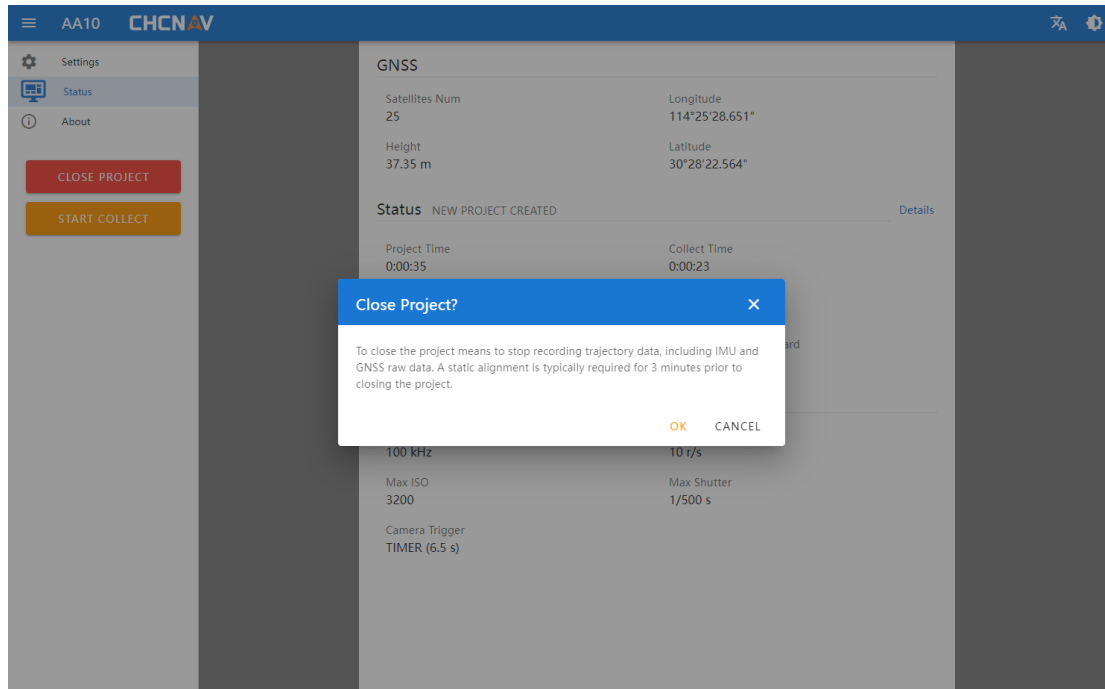 AA10 CHCNAV
Settings
Status
About
CLOSE PROJECT
START COLLECT
GNSS
Satellites Num Longitude
25 114°25'28.651"
Height Latitude
37.35 m 30°28'22.564"
Status NEW PROJECT CREATED Details
Project Time Collect Time
0:00:35 0:00:23
Close Project?
To close the project means to stop recording trajectory data, including IMU and
GNSS raw data. A static alignment is typically required for 3 minutes prior to
closing the project.
OK CANCEL
100 kHz 10 r/s
Max ISO Max Shutter
3200 1/500 s
Camera Trigger
TIMER (6.5 s)